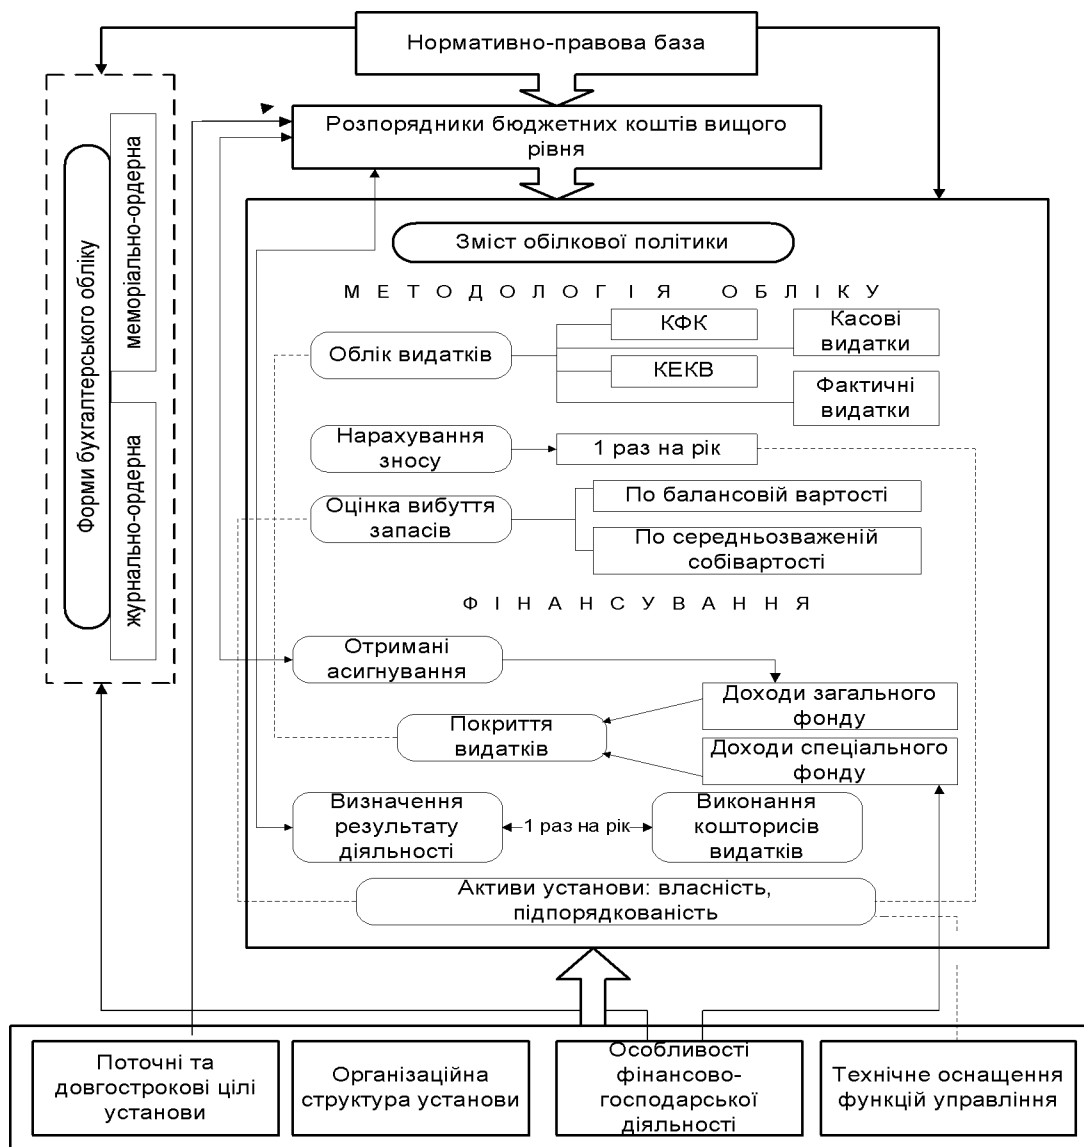 Нормативно-правова база
Розпорядники бюджетних коштів вищого
рівня
Форми бухгалтерського обліку
меморіально-ордерна
журнально-ордерна
Зміст обілкової політики
МЕТОДОЛОГІЯ ОБЛІКУ
Облік видатків
КФК
КЕКВ
Касові
видатки
Фактичні
видатки
Нарахування
зносу
1 раз на рік
Оцінка вибуття
запасів
По балансовій вартості
По середньозваженій
собівартості
ФІНАНСУВАННЯ
Отримані
асигнування
Доходи загального
фонду
Покриття
видатків
Доходи спеціального
фонду
Визначення
результату
діяльності
1 раз на рік
Виконання
кошторисів
видатків
Активи установи: власність,
підпорядкованість
Поточні та
довгострокові цілі
установи
Організаційна
структура установи
Особливості
фінансово-
господарської
діяльності
Технічне оснащення
функцій управління